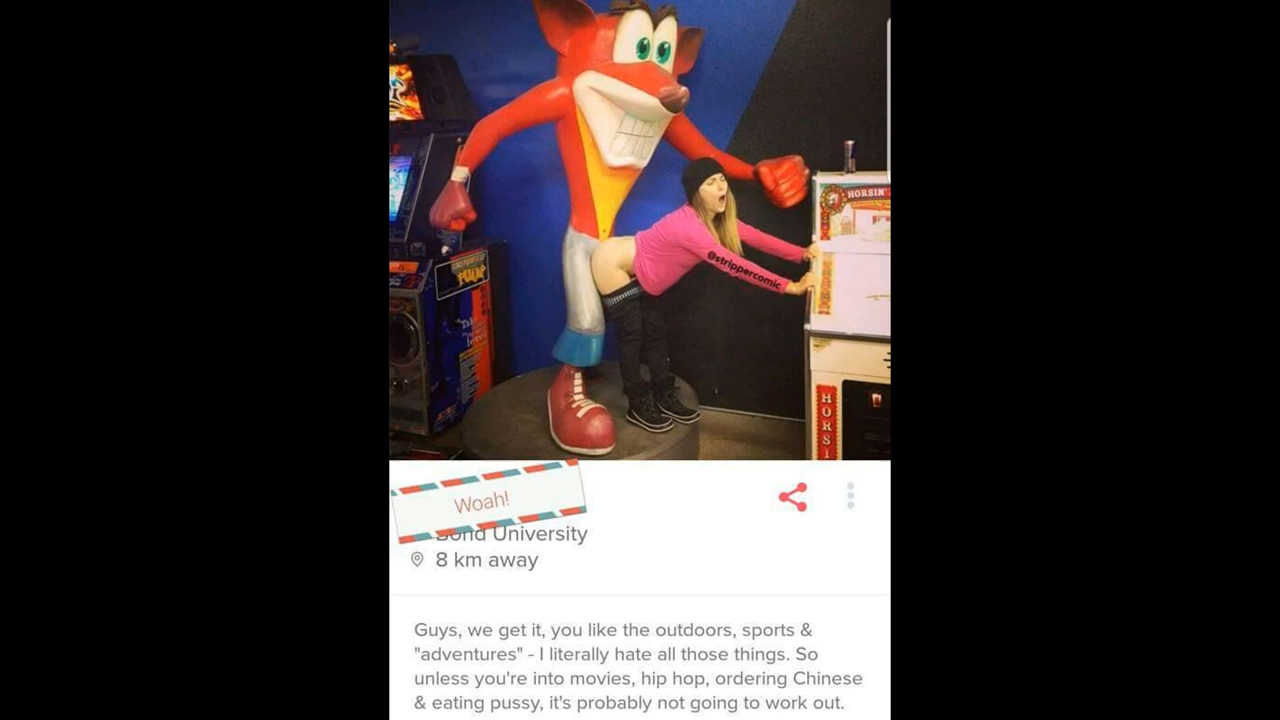 HORSIN'
@strippercomic
HORSI
Woah!
Bond University
8 km away
Guys, we get it, you like the outdoors, sports &
"adventures" - I literally hate all those things. So
unless you're into movies, hip hop, ordering Chinese
& eating pussy, it's probably not going to work out.